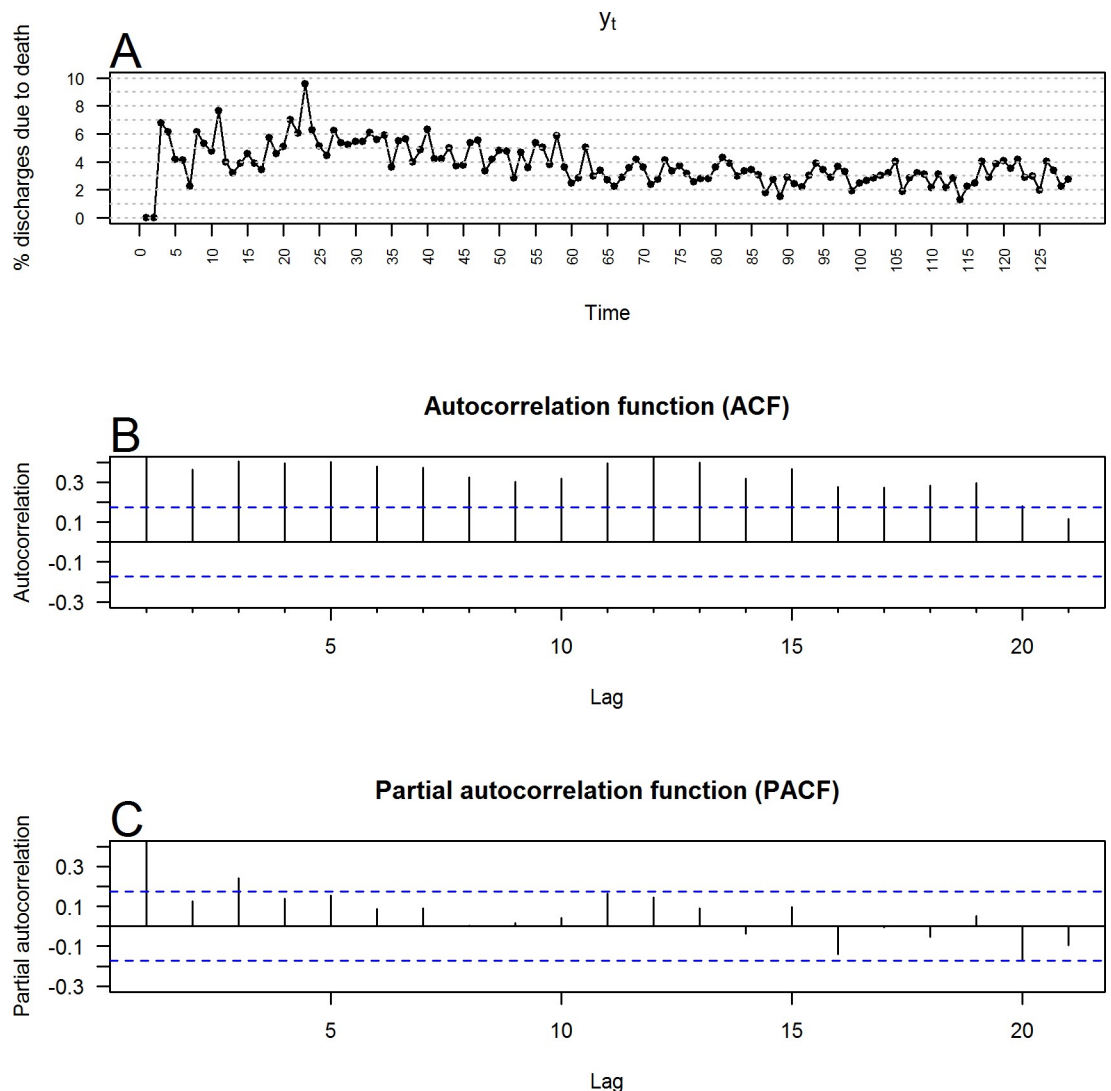 yt
A
% discharges due to death
10
8
6
4
2
0
0 5 10 15 20 25 30 35 40 45 50 55 60 65 70 75 80 85 90 95 100 105 110 115 120 125
Time
Autocorrelation function (ACF)
B
Autocorrelation
0.3
0.1
-0.1
-0.3
5 10 15 20
Lag
Partial autocorrelation function (PACF)
C
Partial autocorrelation
0.3
0.1
-0.1
-0.3
5 10 15 20
Lag